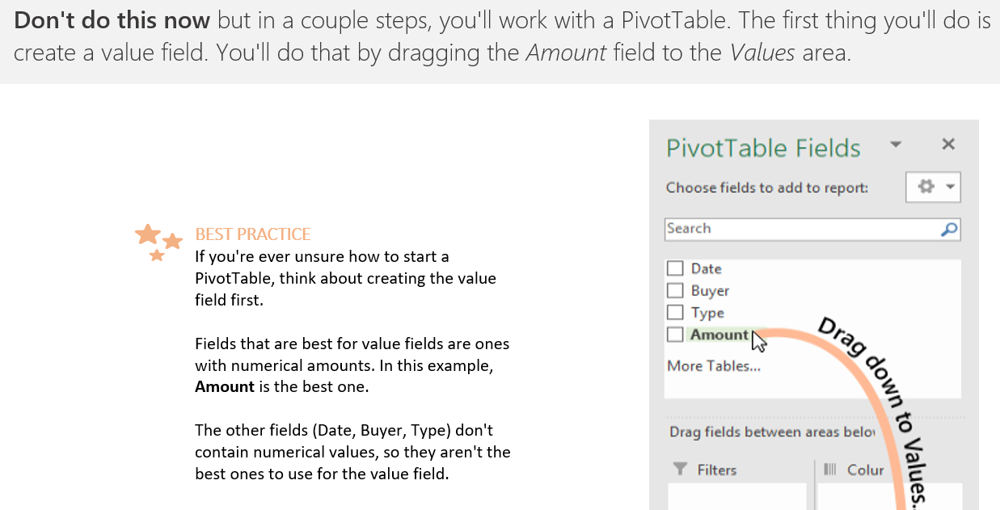 Don't do this now but in a couple steps, you'll work with a PivotTable. The first thing you'll do is
create a value field. You'll do that by dragging the Amount field to the Values area.
BEST PRACTICE
If you're ever unsure how to start a
PivotTable, think about creating the value
field first.
Fields that are best for value fields are ones
with numerical amounts. In this example,
Amount is the best one.
The other fields (Date, Buyer, Type) don't
contain numerical values, so they aren't the
best ones to use for the value field.
PivotTable Fields
Choose fields to add to report:
Search
Date
Buyer
Type
Amount
More Tables...
Drag down to Values..
Drag fields between areas belo
Filters
Colur